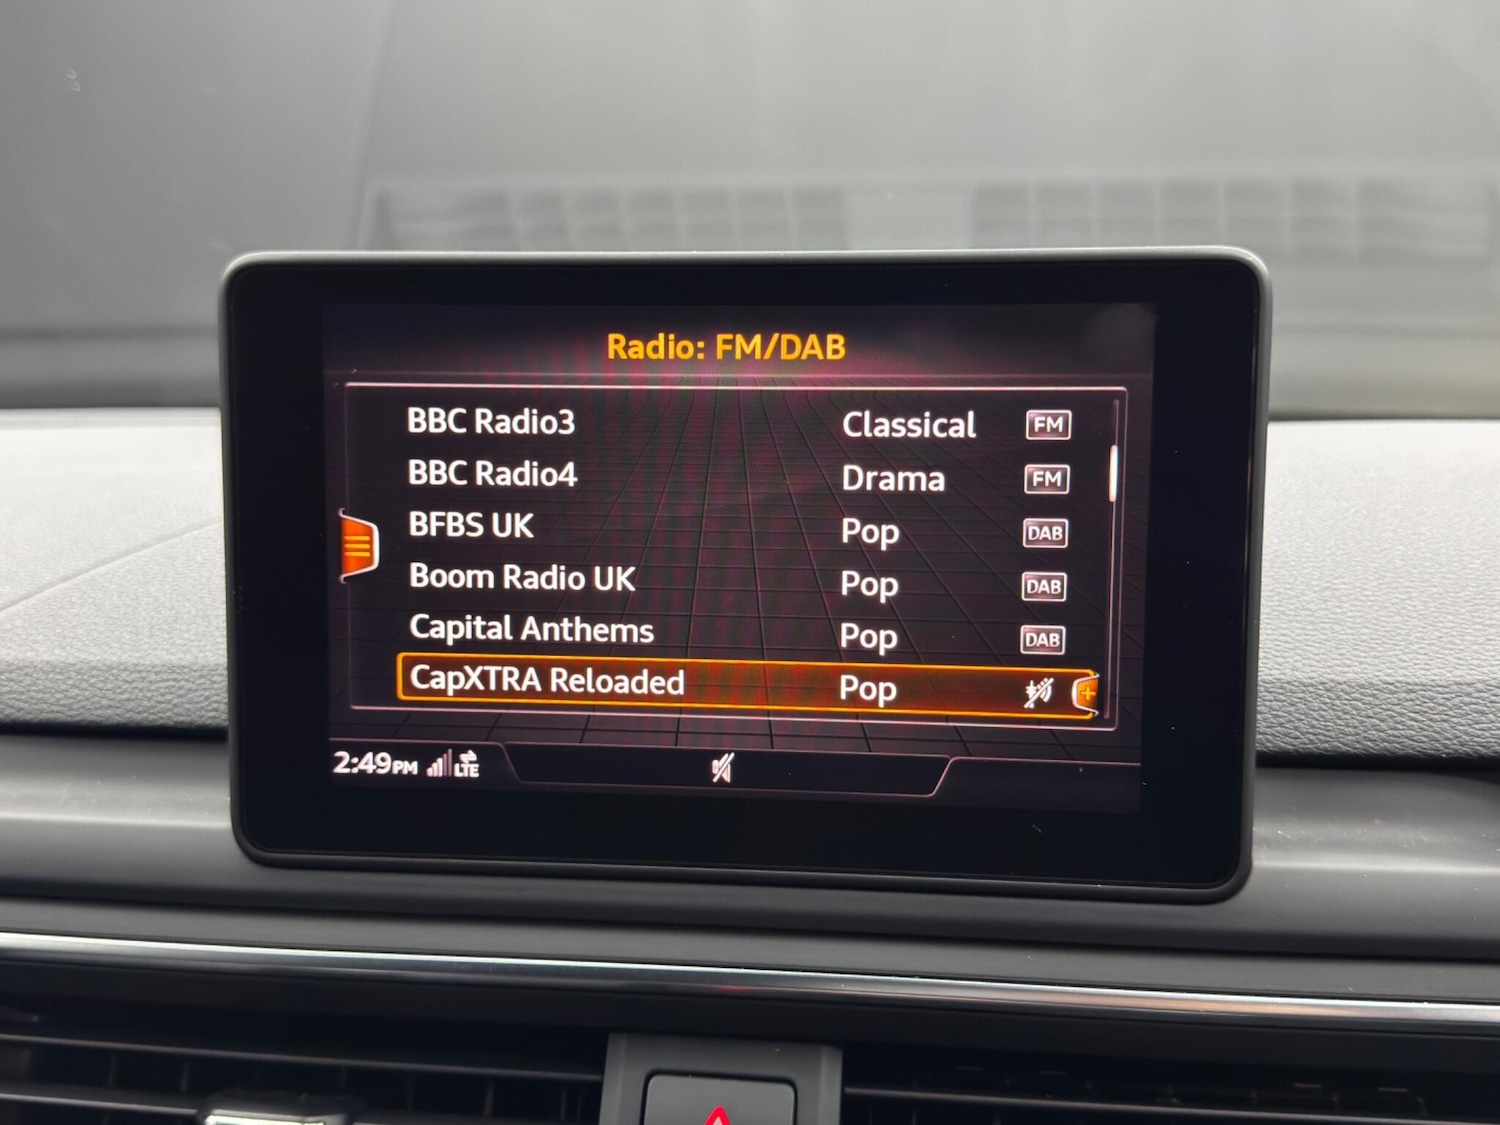 Radio: FM/DAB
BBC Radio3 Classical FM
BBC Radio4 Drama FM
BFBS UK Pop DAB
Boom Radio UK Pop DAB
Capital Anthems Pop DAB
CapXTRA Reloaded Pop
2:49PM LTE